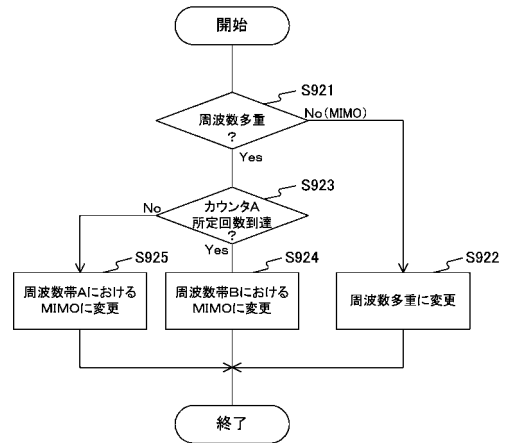 開始
S921
周波数多重
?
No(MIMO)
Yes
S923
カウンタA
所定回数到達
?
No
Yes
S925
周波数帯Aにおける
MIMOに変更
S924
周波数帯Bにおける
MIMOに変更
S922
周波数多重に変更
終了